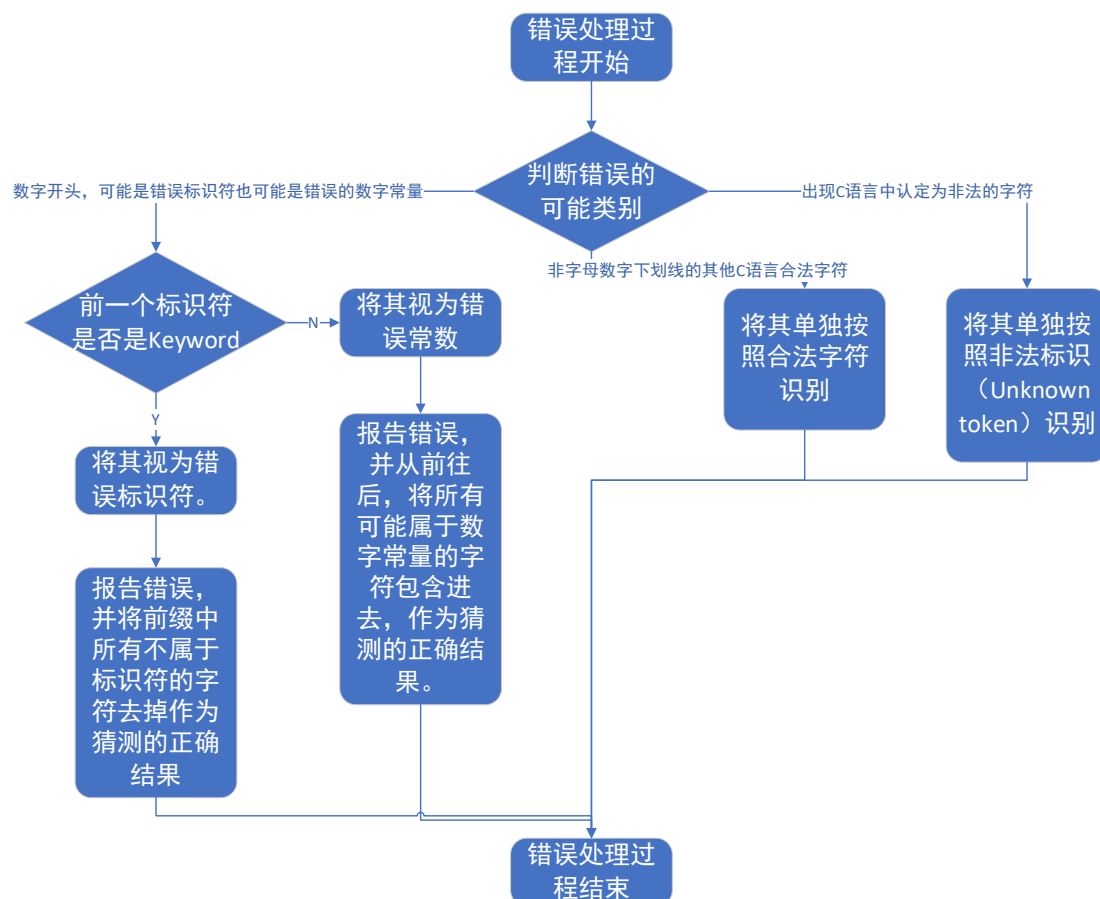 错误处理过
程开始
判断错误的
可能类别
数字开头，可能是错误标识符也可能是错误的数字常量
出现C语言中认定为非法的字符
非字母数字下划线的其他C语言合法字符
前一个标识符
是否是Keyword
N
将其视为错
误常数
将其单独按
照合法字符
识别
将其单独按
照非法标识
（Unknown
token）识别
Y
将其视为错
误标识符。
报告错误，
并从前往
后，将所有
可能属于数
字常量的字
符包含进
去，作为猜
测的正确结
果。
报告错误，
并将前缀中
所有不属于
标识符的字
符去掉作为
猜测的正确
结果
错误处理过
程结束